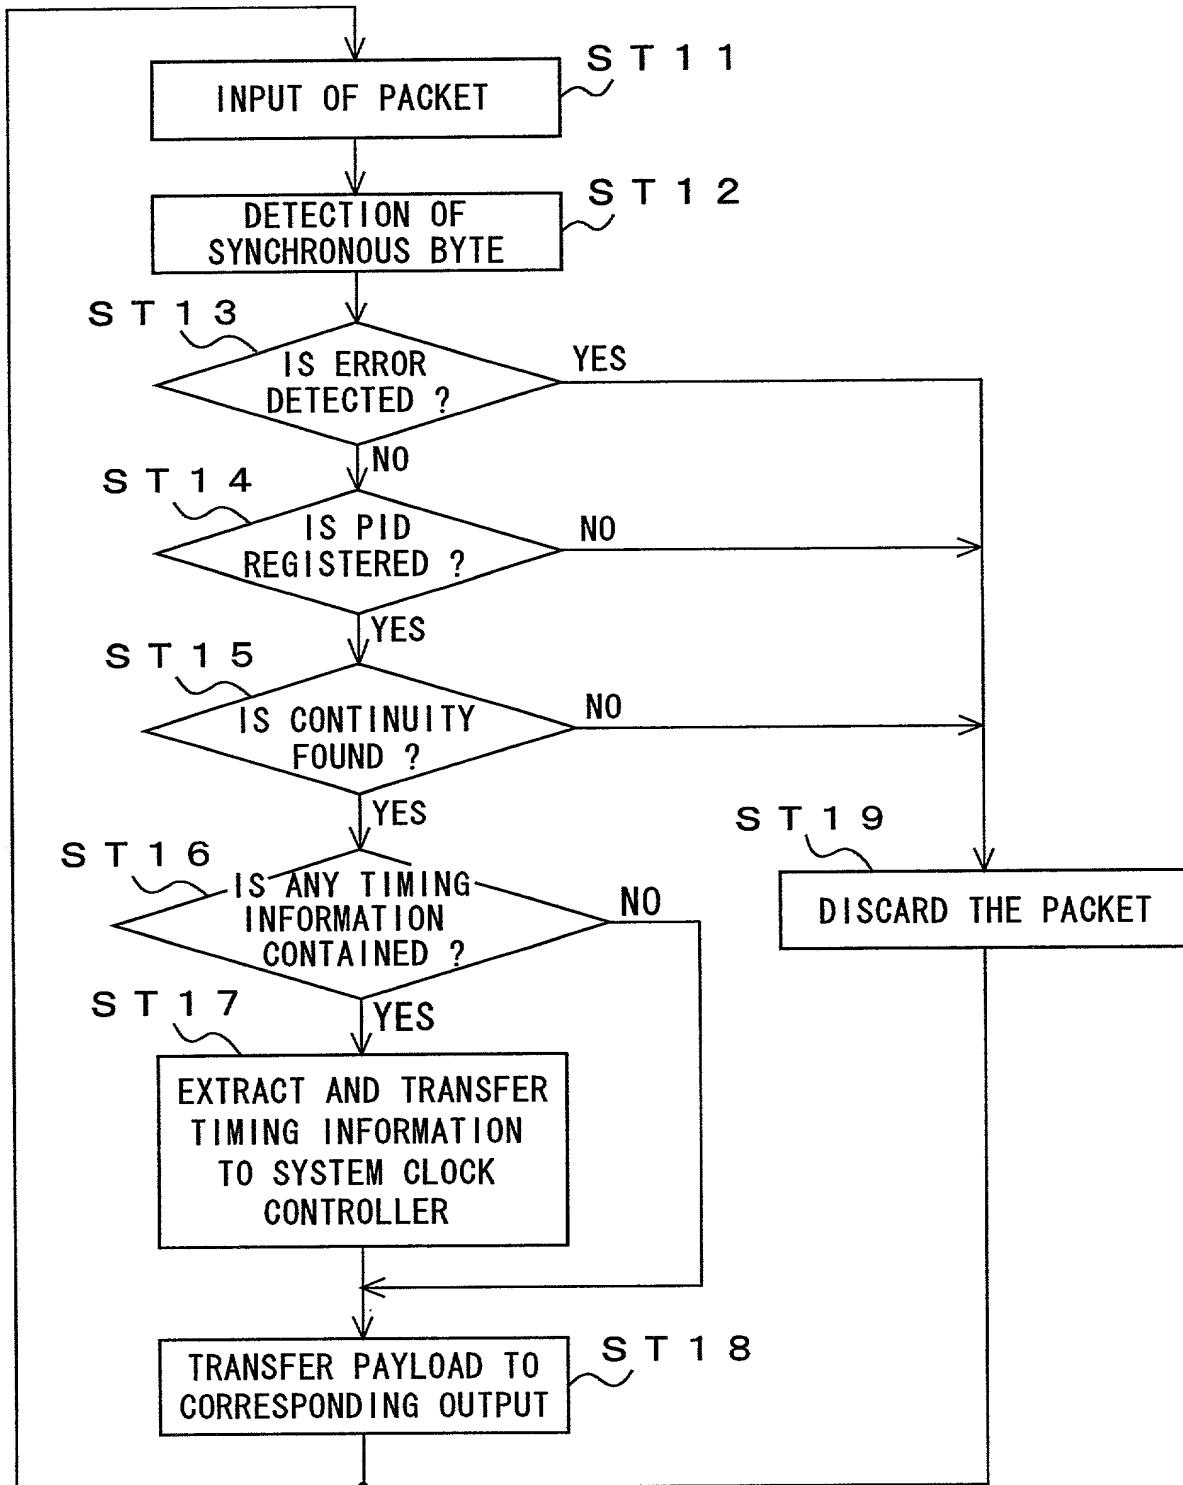 ST11
INPUT OF PACKET
ST12
DETECTION OF
SYNCHRONOUS BYTE
ST13
IS ERROR
DETECTED ?
YES
NO
ST14
IS PID
REGISTERED ?
NO
YES
ST15
IS CONTINUITY
FOUND ?
NO
YES
ST16
IS ANY TIMING
INFORMATION
CONTAINED ?
NO
YES
ST19
DISCARD THE PACKET
ST17
EXTRACT AND TRANSFER
TIMING INFORMATION
TO SYSTEM CLOCK
CONTROLLER
ST18
TRANSFER PAYLOAD TO
CORRESPONDING OUTPUT